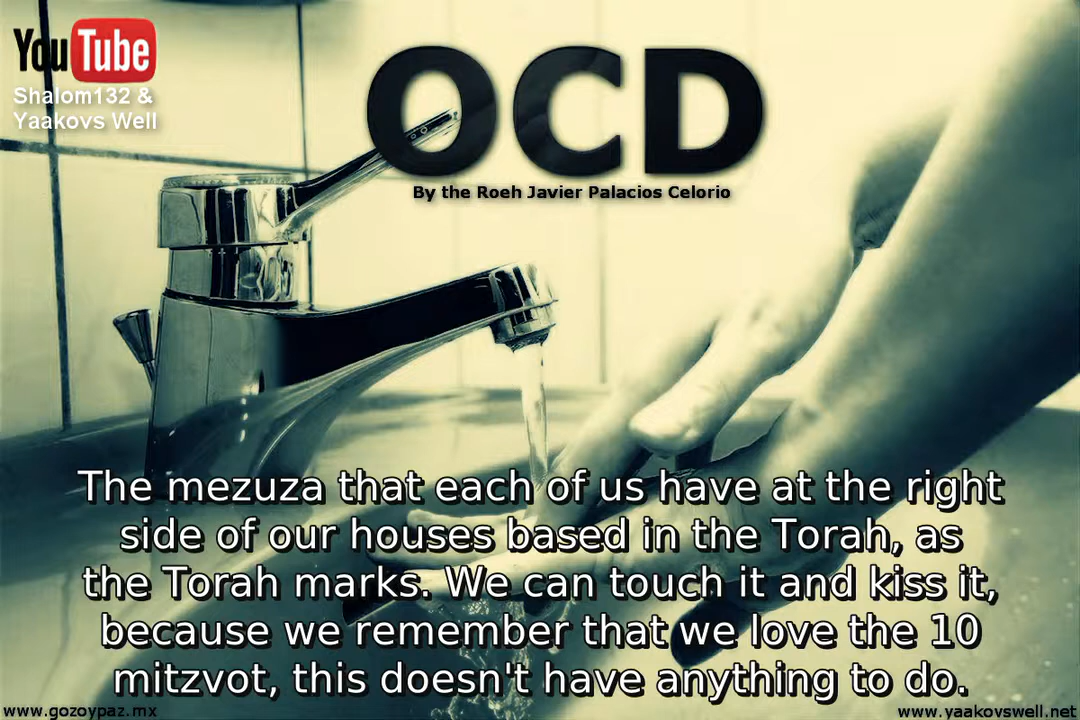 YouTube
Shalom132 &
Yaakovs Well
OCD
By the Roeh Javier Palacios Celorio
The mezuza that each of us have at the right
side of our houses based in the Torah, as
the Torah marks. We can touch it and kiss it,
because we remember that we love the 10
mitzvot, this doesn't have anything to do.
www.gozoypaz.mx
www.yaakovswell.net